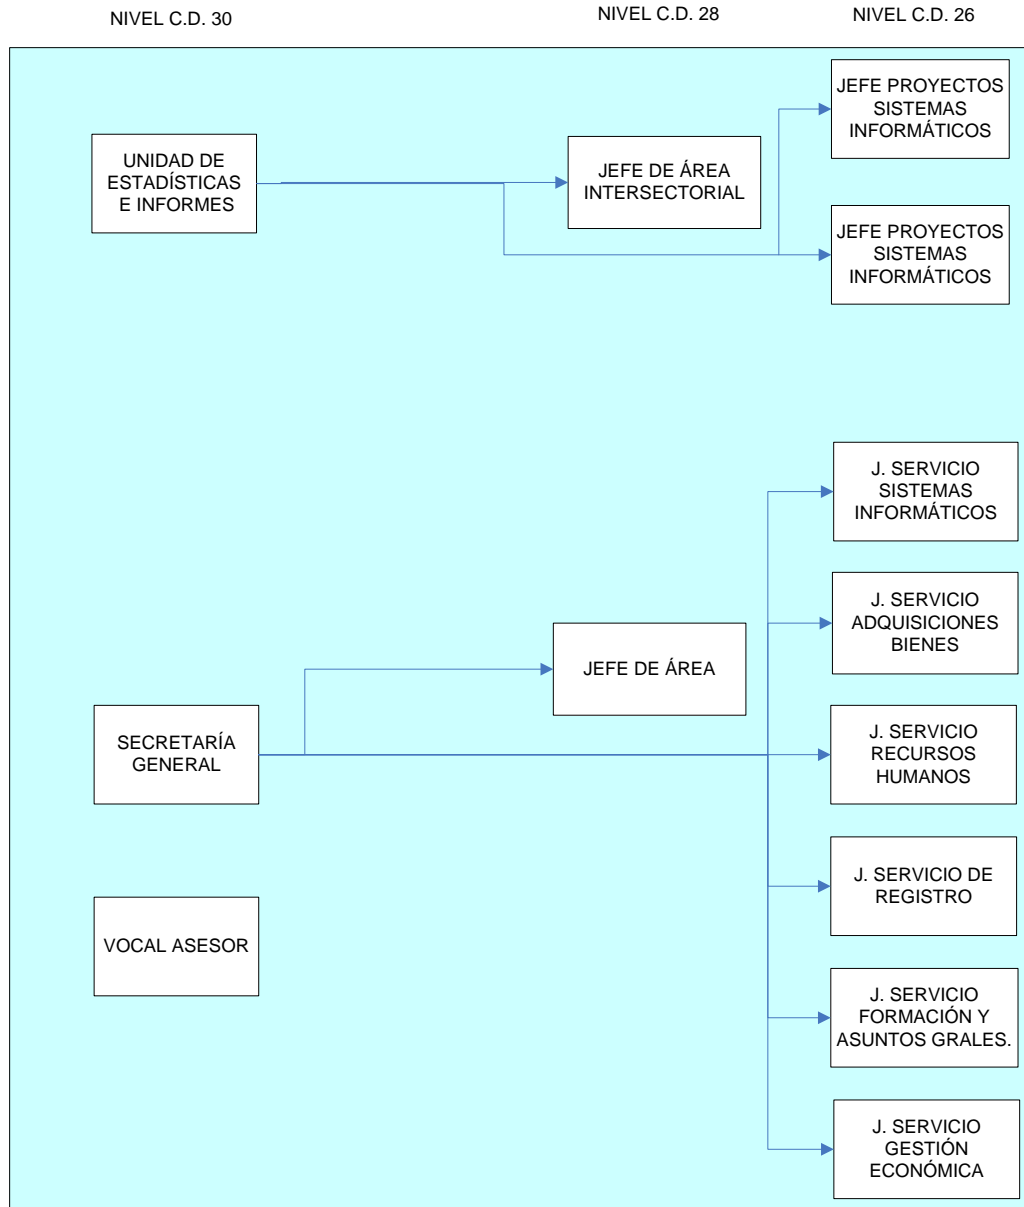 NIVEL C.D. 30
NIVEL C.D. 28
NIVEL C.D. 26
JEFE PROYECTOS
SISTEMAS
INFORMÁTICOS
UNIDAD DE
ESTADÍSTICAS
E INFORMES
JEFE DE ÁREA
INTERSECTORIAL
JEFE PROYECTOS
SISTEMAS
INFORMÁTICOS
J. SERVICIO
SISTEMAS
INFORMÁTICOS
J. SERVICIO
ADQUISICIONES
BIENES
JEFE DE ÁREA
SECRETARÍA
GENERAL
J. SERVICIO
RECURSOS
HUMANOS
J. SERVICIO DE
REGISTRO
VOCAL ASESOR
J. SERVICIO
FORMACIÓN Y
ASUNTOS GRALES.
J. SERVICIO
GESTIÓN
ECONÓMICA